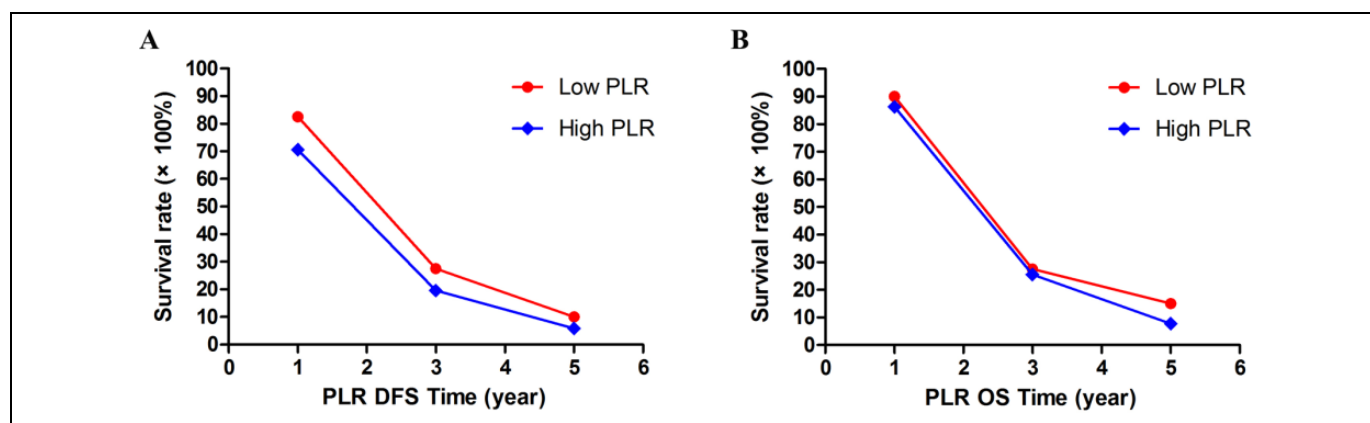 A
Survival rate (× 100%)
100
90
80
70
60
50
40
30
20
10
0
0 1 2 3 4 5 6
PLR DFS Time (year)
Low PLR
High PLR
B
Survival rate (× 100%)
100
90
80
70
60
50
40
30
20
10
0
0 1 2 3 4 5 6
PLR OS Time (year)
Low PLR
High PLR